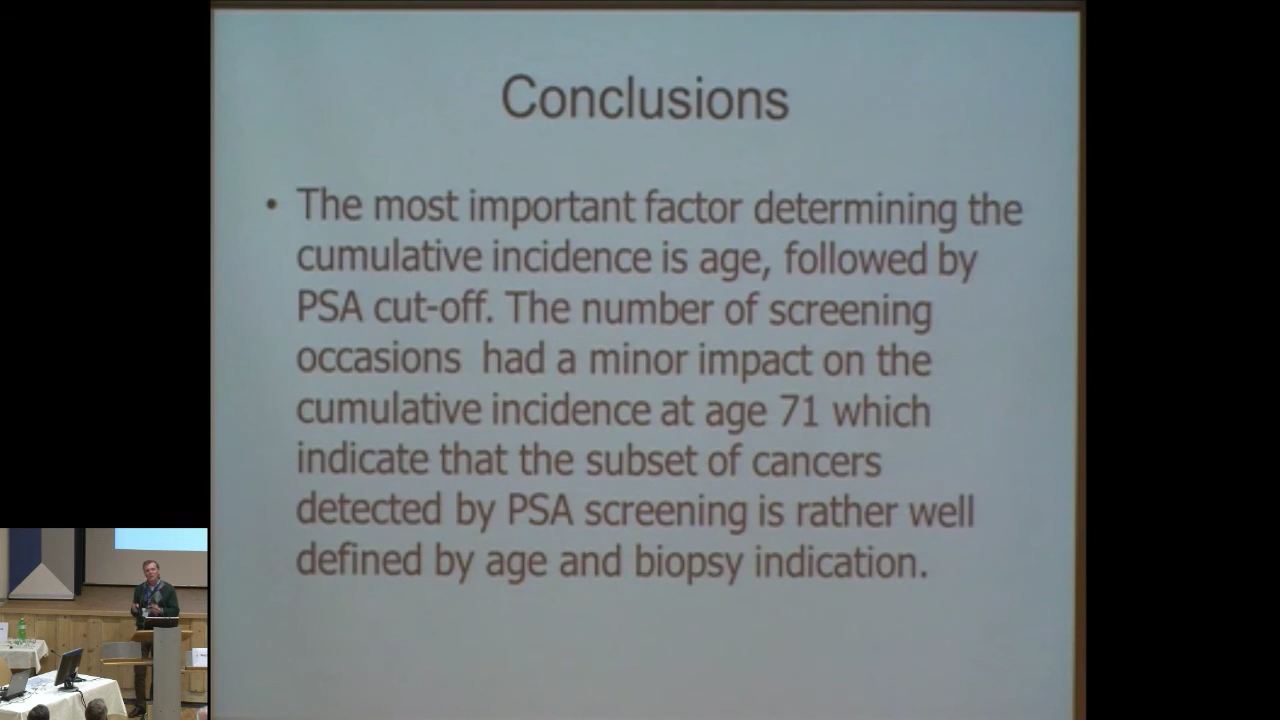 Conclusions
• The most important factor determining the
cumulative incidence is age, followed by
PSA cut-off. The number of screening
occasions had a minor impact on the
cumulative incidence at age 71 which
indicate that the subset of cancers
detected by PSA screening is rather well
defined by age and biopsy indication.